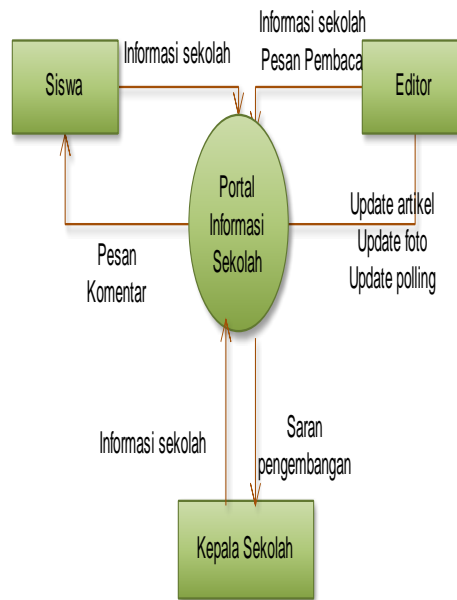 Informasi sekolah
Informasi sekolah
Pesan Pembaca
Siswa
Editor
Portal
Informasi
Sekolah
Update artikel
Update foto
Update polling
Pesan
Komentar
Informasi sekolah
Saran
pengembangan
Kepala Sekolah